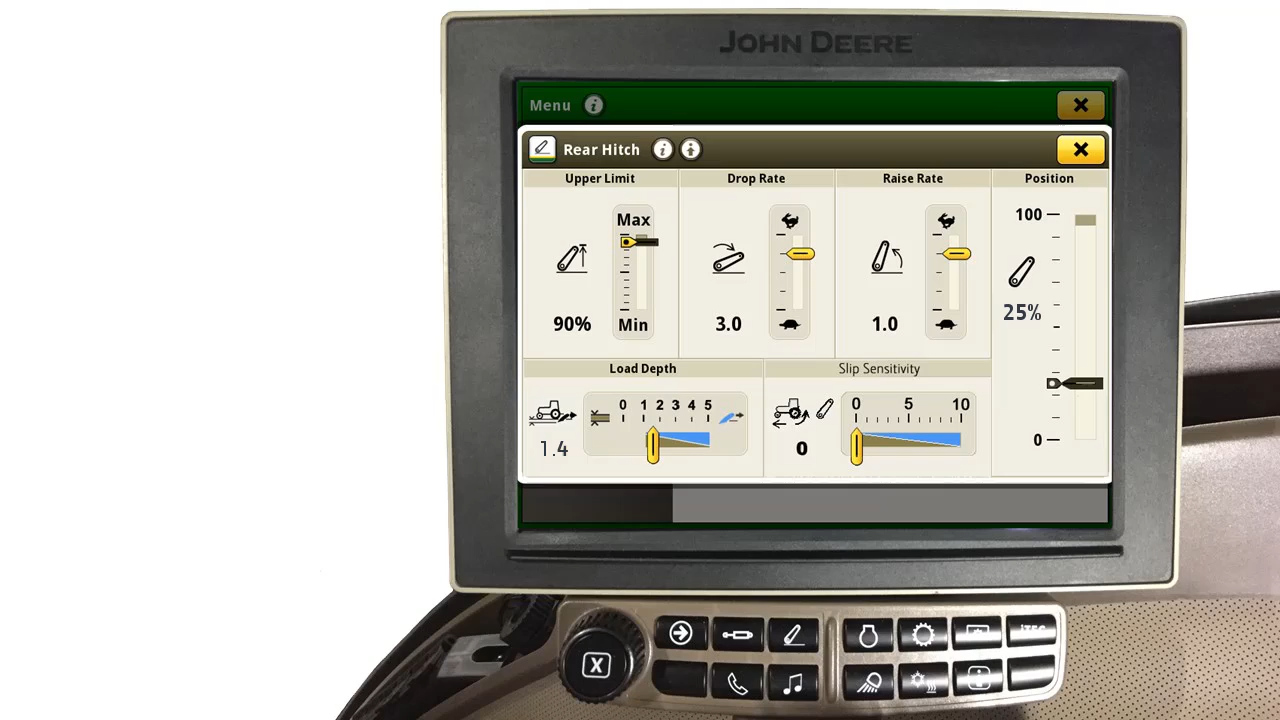 JOHN DEERE
Menu
Rear Hitch
Upper Limit
Drop Rate
Raise Rate
Position
Max
Min
90%
3.0
1.0
100
25%
0
Load Depth
Slip Sensitivity
0 1 2 3 4 5
1.4
0 5 10
0
X
iTEC